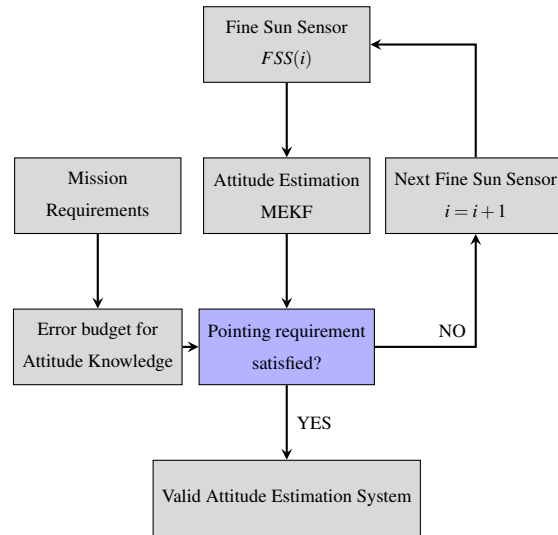 Fine Sun Sensor
FSS(i)
Mission
Requirements
Attitude Estimation
MEKF
Next Fine Sun Sensor
i = i + 1
Error budget for
Attitude Knowledge
Pointing requirement
satisfied?
NO
YES
Valid Attitude Estimation System